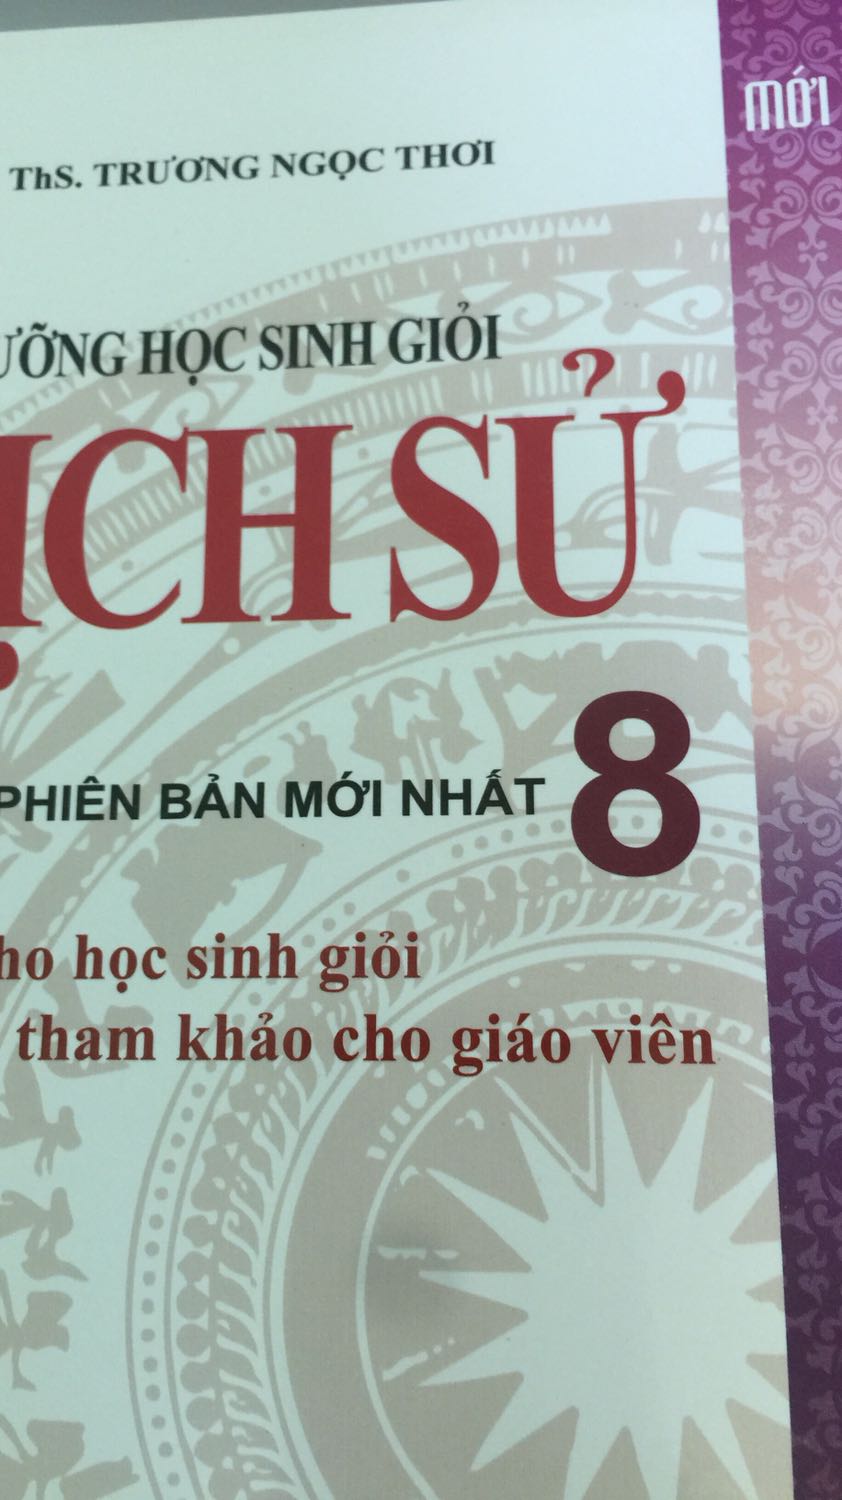 MỚI
ThS. TRƯƠNG NGỌC THƠI
ƯỠNG HỌC SINH GIỎI
ỊCH SỬ
PHIÊN BẢN MỚI NHẤT 8
ho học sinh giỏi
tham khảo cho giáo viên